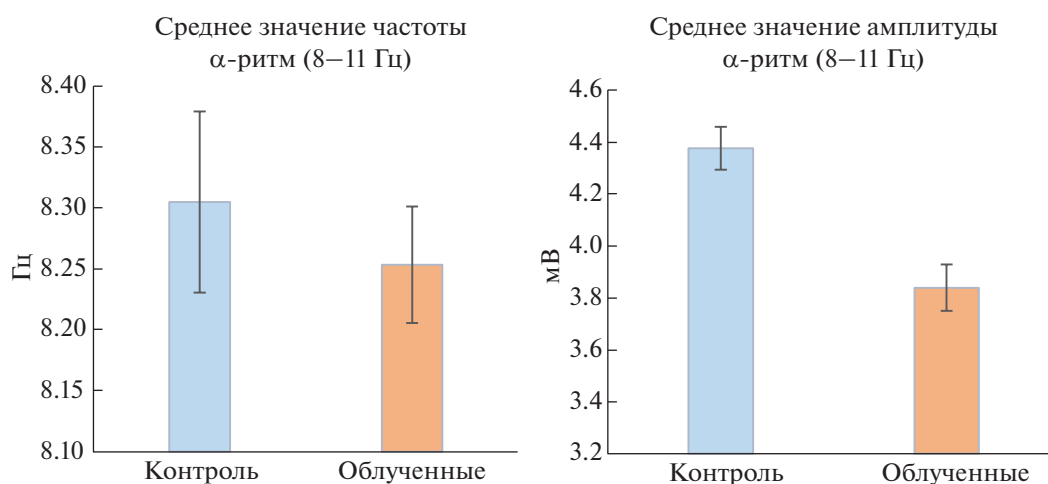 Среднее значение частоты
α-ритм (8–11 Гц)
Гц
8.40
8.35
8.30
8.25
8.20
8.15
8.10
Контроль
Облученные
Среднее значение амплитуды
α-ритм (8–11 Гц)
мВ
4.6
4.4
4.2
4.0
3.8
3.6
3.4
3.2
Контроль
Облученные